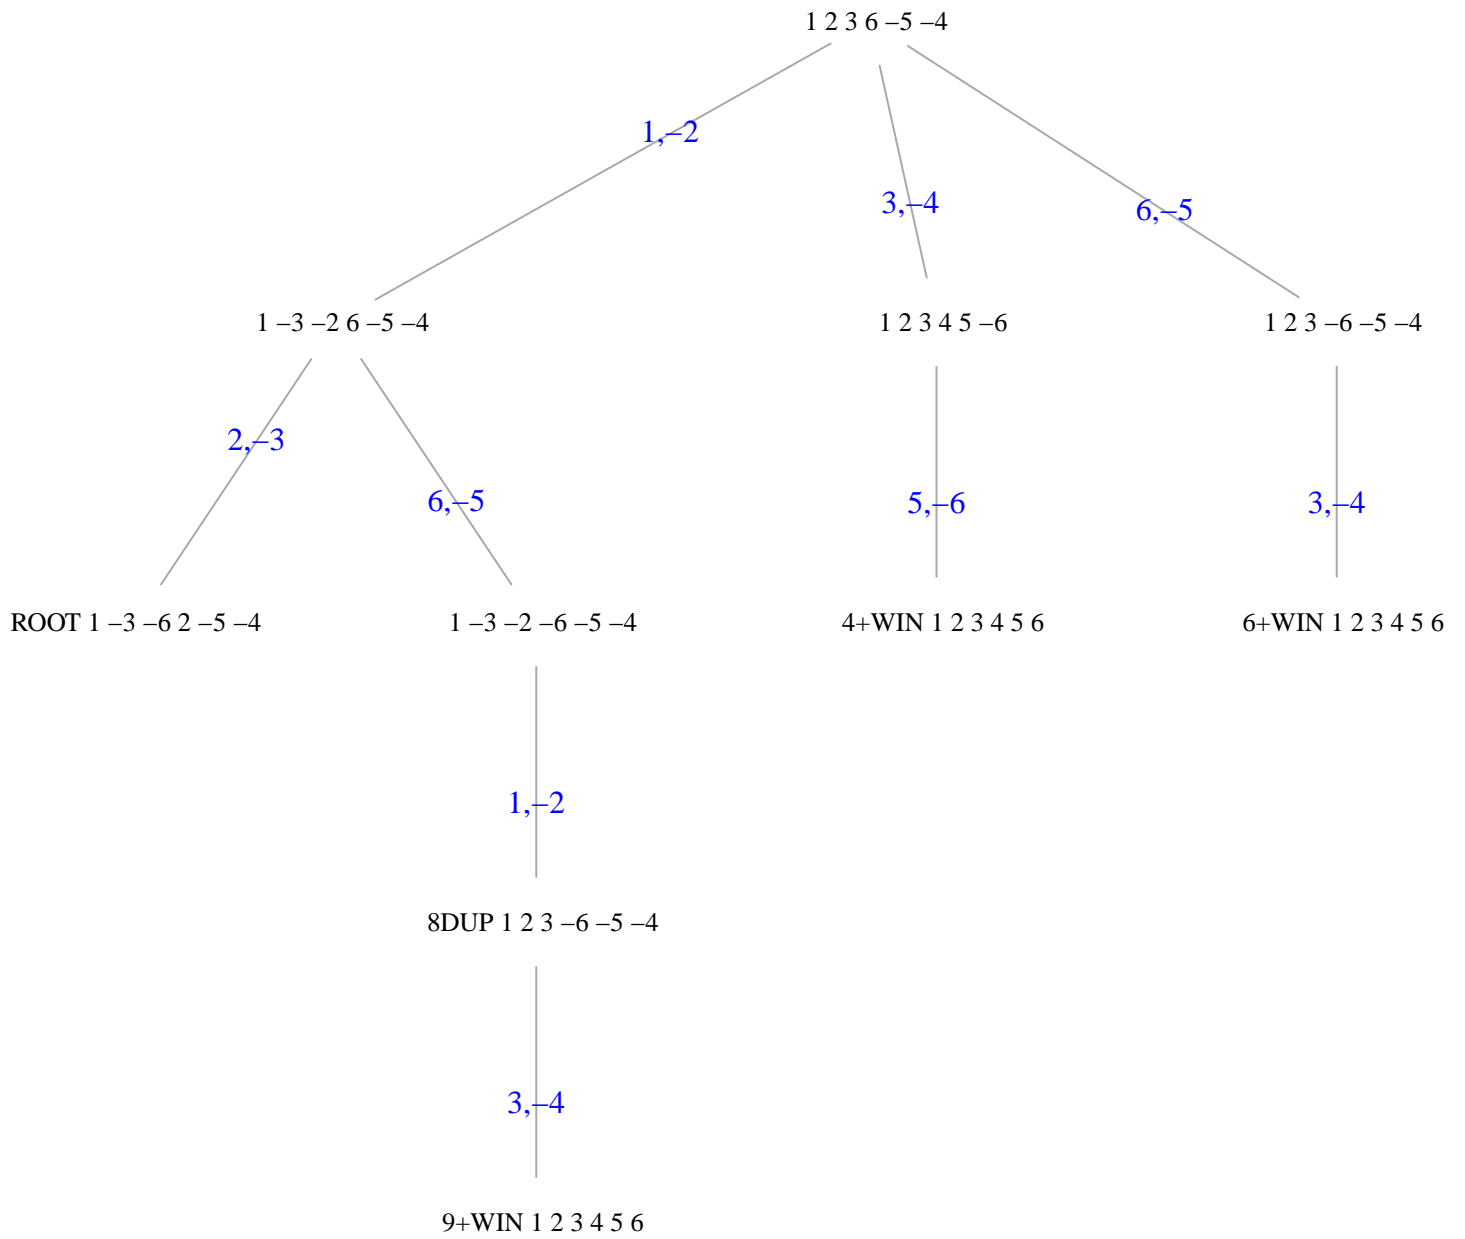 1 2 3 6 –5 –4
1,–2
3,–4
6,–5
1 –3 –2 6 –5 –4
1 2 3 4 5 –6
1 2 3 –6 –5 –4
2,–3
6,–5
5,–6
3,–4
ROOT 1 –3 –6 2 –5 –4
1 –3 –2 –6 –5 –4
4+WIN 1 2 3 4 5 6
6+WIN 1 2 3 4 5 6
1,–2
8DUP 1 2 3 –6 –5 –4
3,–4
9+WIN 1 2 3 4 5 6